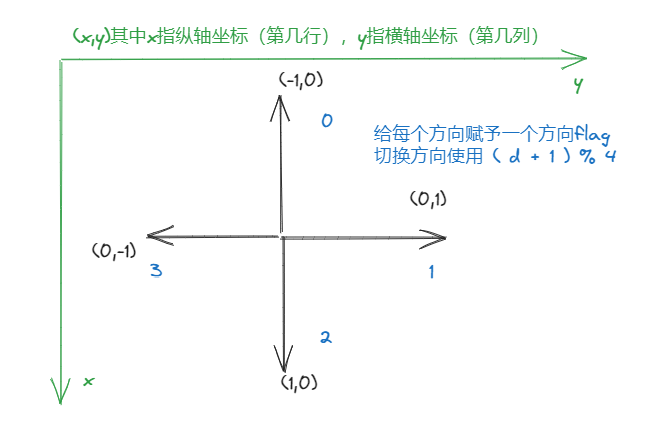 (x,y)其中x指纵轴坐标（第几行），y指横轴坐标（第几列）
y
(-1,0)
0
给每个方向赋予一个方向flag
切换方向使用（ d + 1 ）% 4
(0,1)
(0,-1)
3
1
2
x
(1,0)